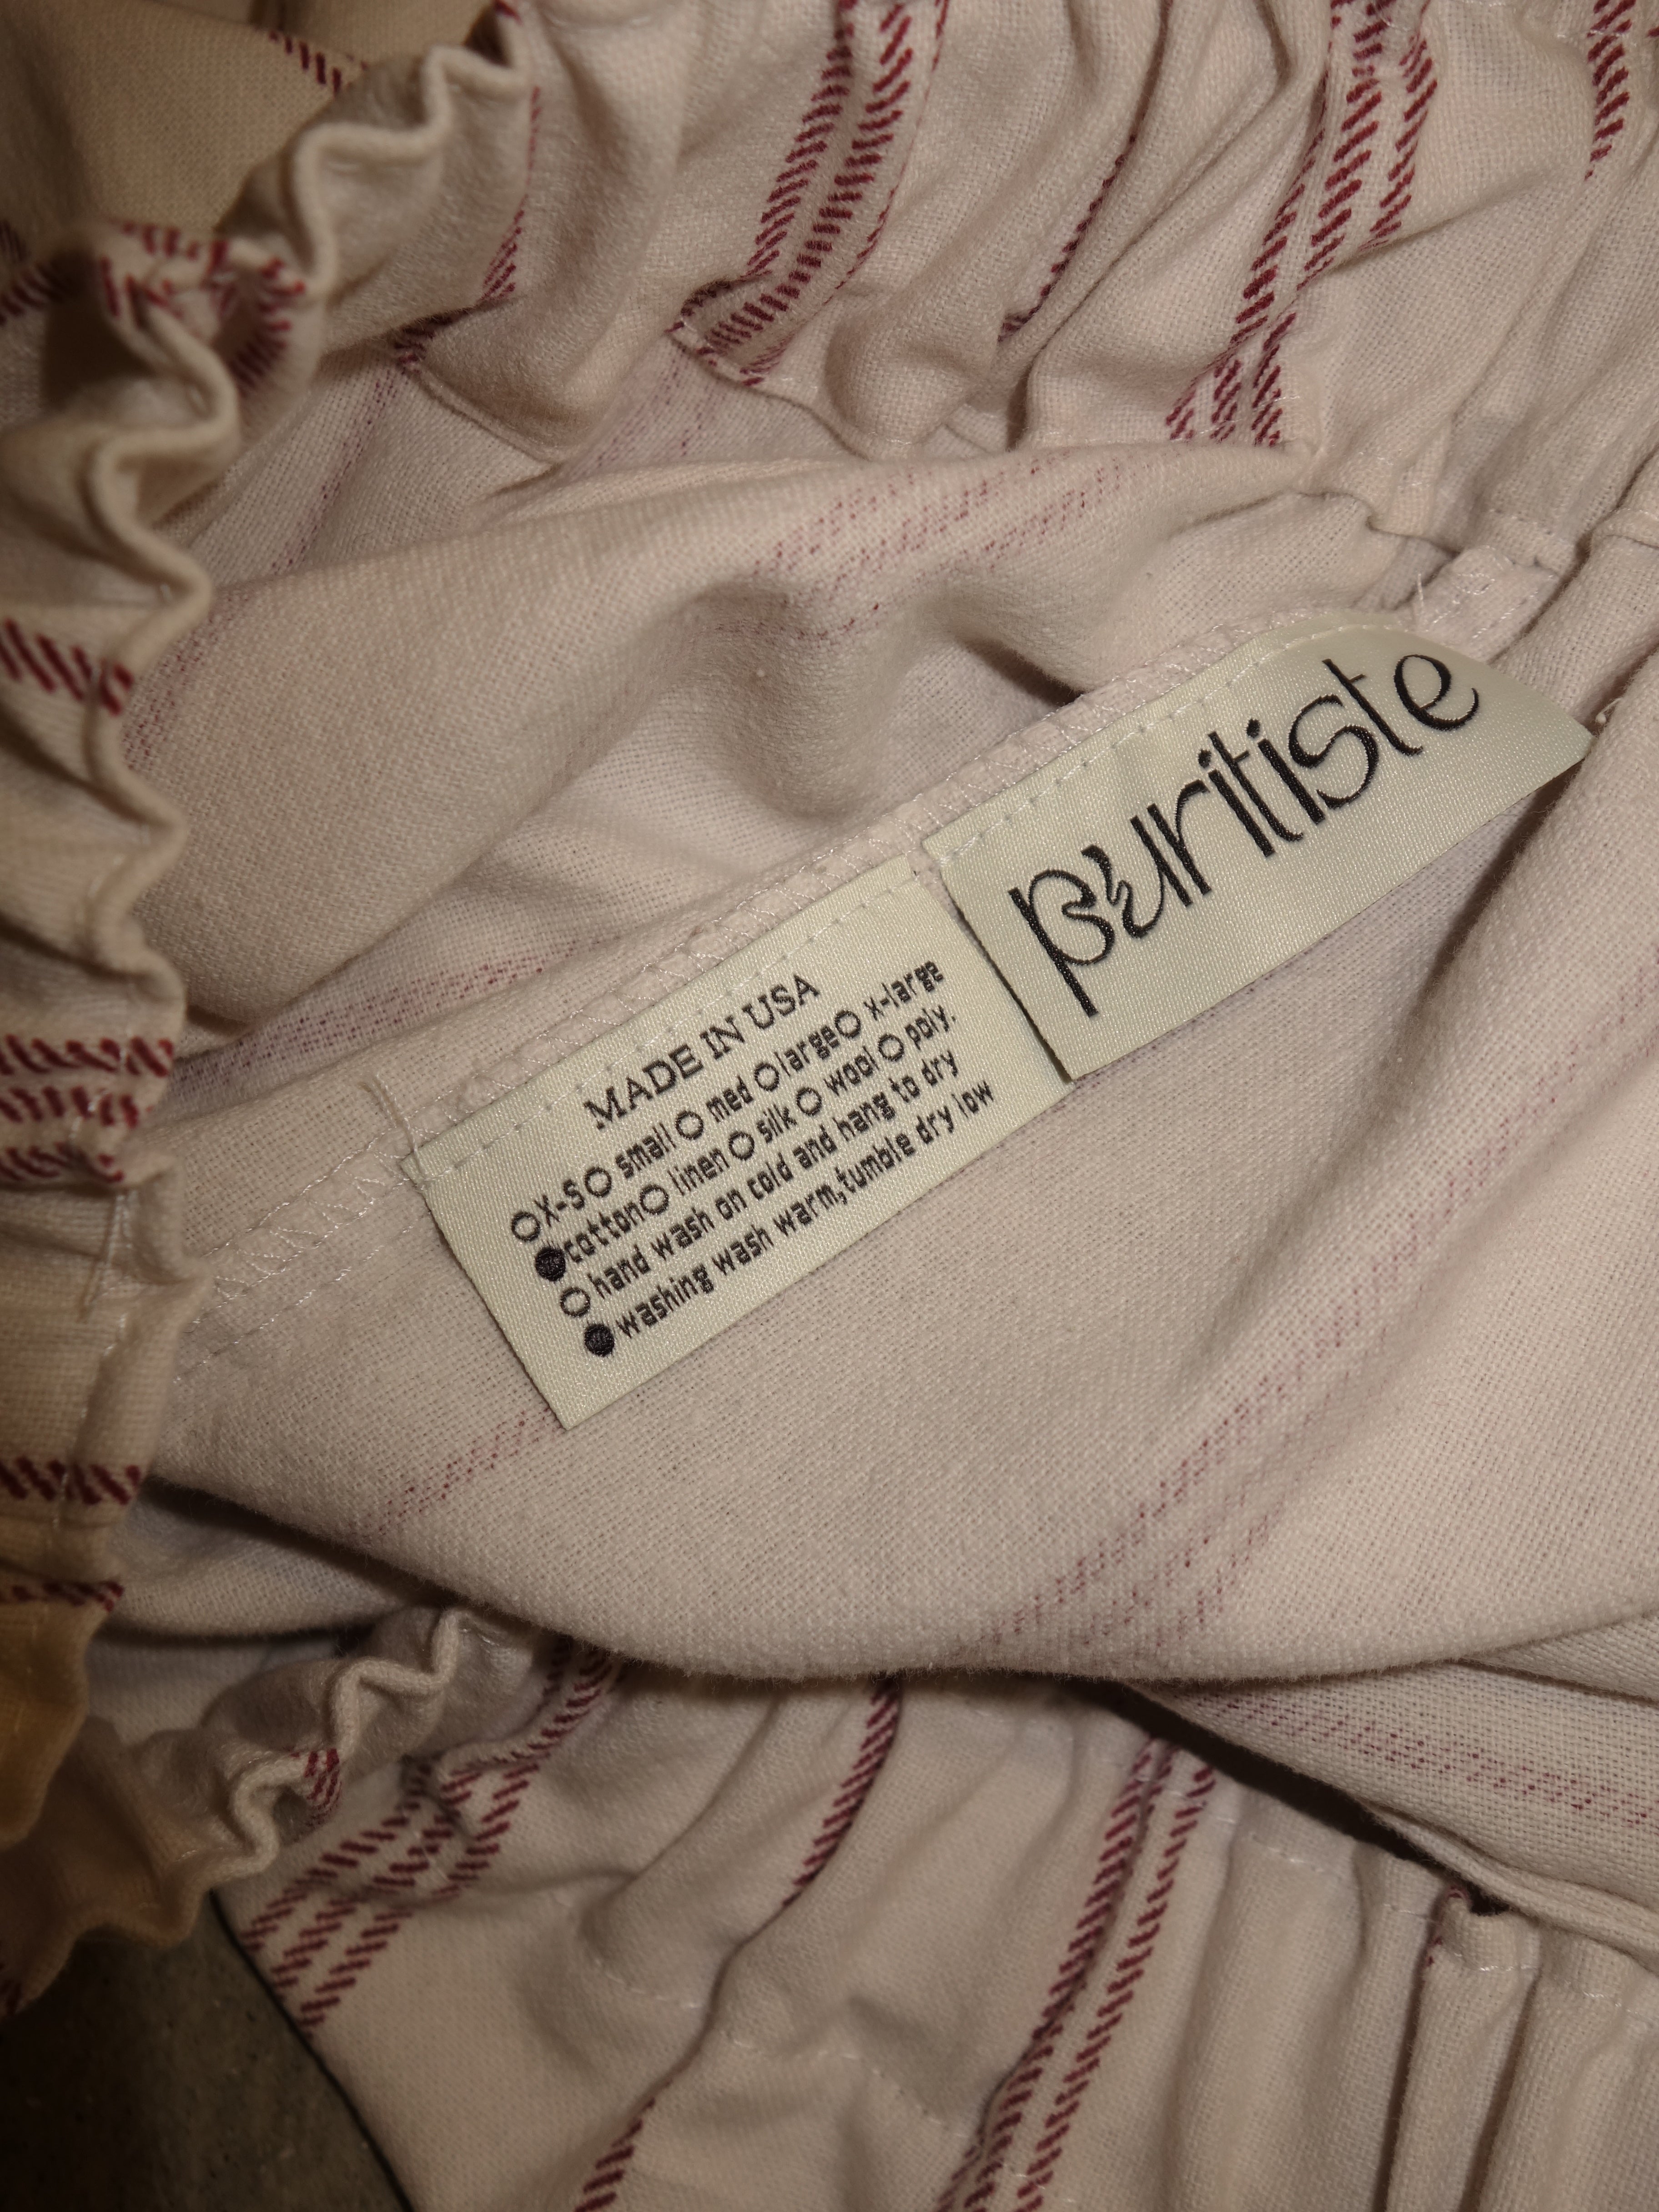 puritiste
MADE IN USA
○X-S○ small○ med○large○ x-large
●cotton○ linen○ silk○ wool○ poly.
○ hand wash on cold and hang to dry
●washing wash warm,tumble dry low